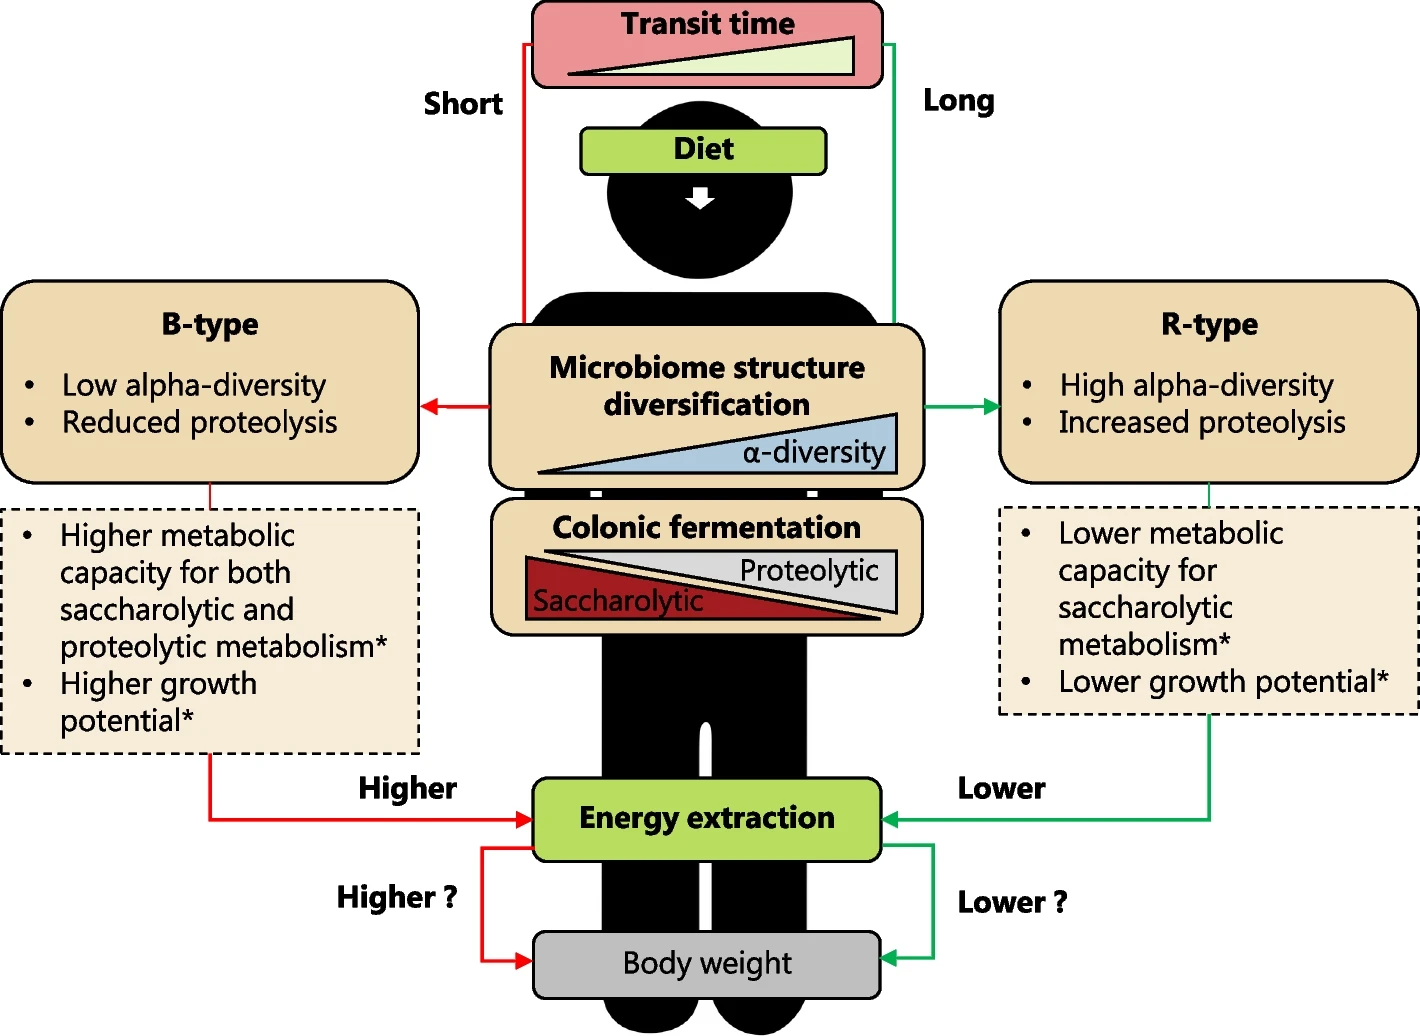 Transit time
Short
Long
Diet
B-type
• Low alpha-diversity
• Reduced proteolysis
Microbiome structure
diversification
α-diversity
R-type
• High alpha-diversity
• Increased proteolysis
Colonic fermentation
Proteolytic
Saccharolytic
• Higher metabolic
capacity for both
saccharolytic and
proteolytic metabolism*
• Higher growth
potential*
• Lower metabolic
capacity for
saccharolytic
metabolism*
• Lower growth potential*
Higher
Energy extraction
Lower
Higher ?
Lower ?
Body weight